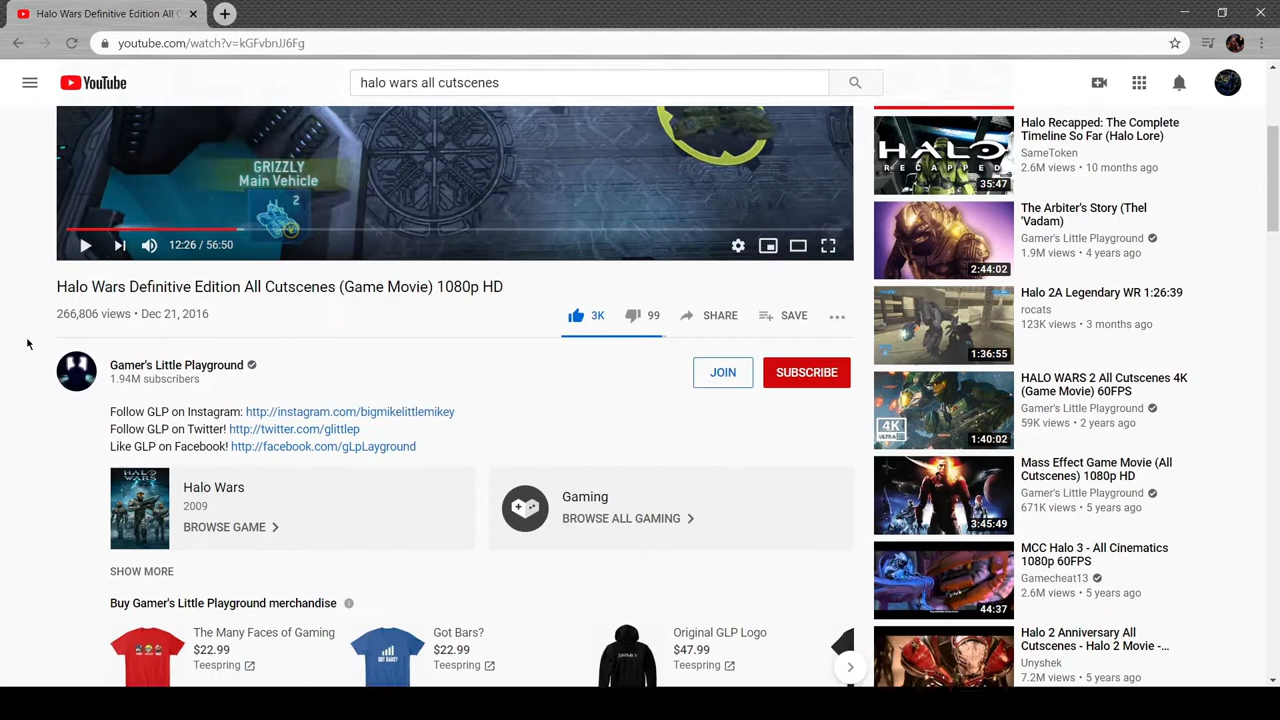 Halo Wars Definitive Edition All C
youtube.com/watch?v=kGFvbnJJ6Fg
YouTube
halo wars all cutscenes
GRIZZLY
Main Vehicle
2
12:26 / 56:50
Halo Wars Definitive Edition All Cutscenes (Game Movie) 1080p HD
266,806 views • Dec 21, 2016
3K
99
SHARE
SAVE
Gamer's Little Playground
1.94M subscribers
JOIN
SUBSCRIBE
Follow GLP on Instagram: http://instagram.com/bigmikelittlemikey
Follow GLP on Twitter! http://twitter.com/glittlep
Like GLP on Facebook! http://facebook.com/gLpLayground
HALO WARS
Halo Wars
2009
BROWSE GAME
Gaming
BROWSE ALL GAMING
SHOW MORE
Buy Gamer's Little Playground merchandise
The Many Faces of Gaming
$22.99
Teespring
Got Bars?
$22.99
Teespring
Original GLP Logo
$47.99
Teespring
HALO
RECAPPED
35:47
Halo Recapped: The Complete
Timeline So Far (Halo Lore)
SameToken
2.6M views • 10 months ago
2:44:02
The Arbiter's Story (Thel
'Vadam)
Gamer's Little Playground
1.9M views • 4 years ago
1:36:55
Halo 2A Legendary WR 1:26:39
rocats
123K views • 3 months ago
4K
ULTRA
1:40:02
HALO WARS 2 All Cutscenes 4K
(Game Movie) 60FPS
Gamer's Little Playground
59K views • 2 years ago
3:45:49
Mass Effect Game Movie (All
Cutscenes) 1080p HD
Gamer's Little Playground
671K views • 5 years ago
44:37
MCC Halo 3 - All Cinematics
1080p 60FPS
Gamecheat13
2.6M views • 5 years ago
Halo 2 Anniversary All
Cutscenes - Halo 2 Movie -...
Unyshek
7.2M views • 5 years ago